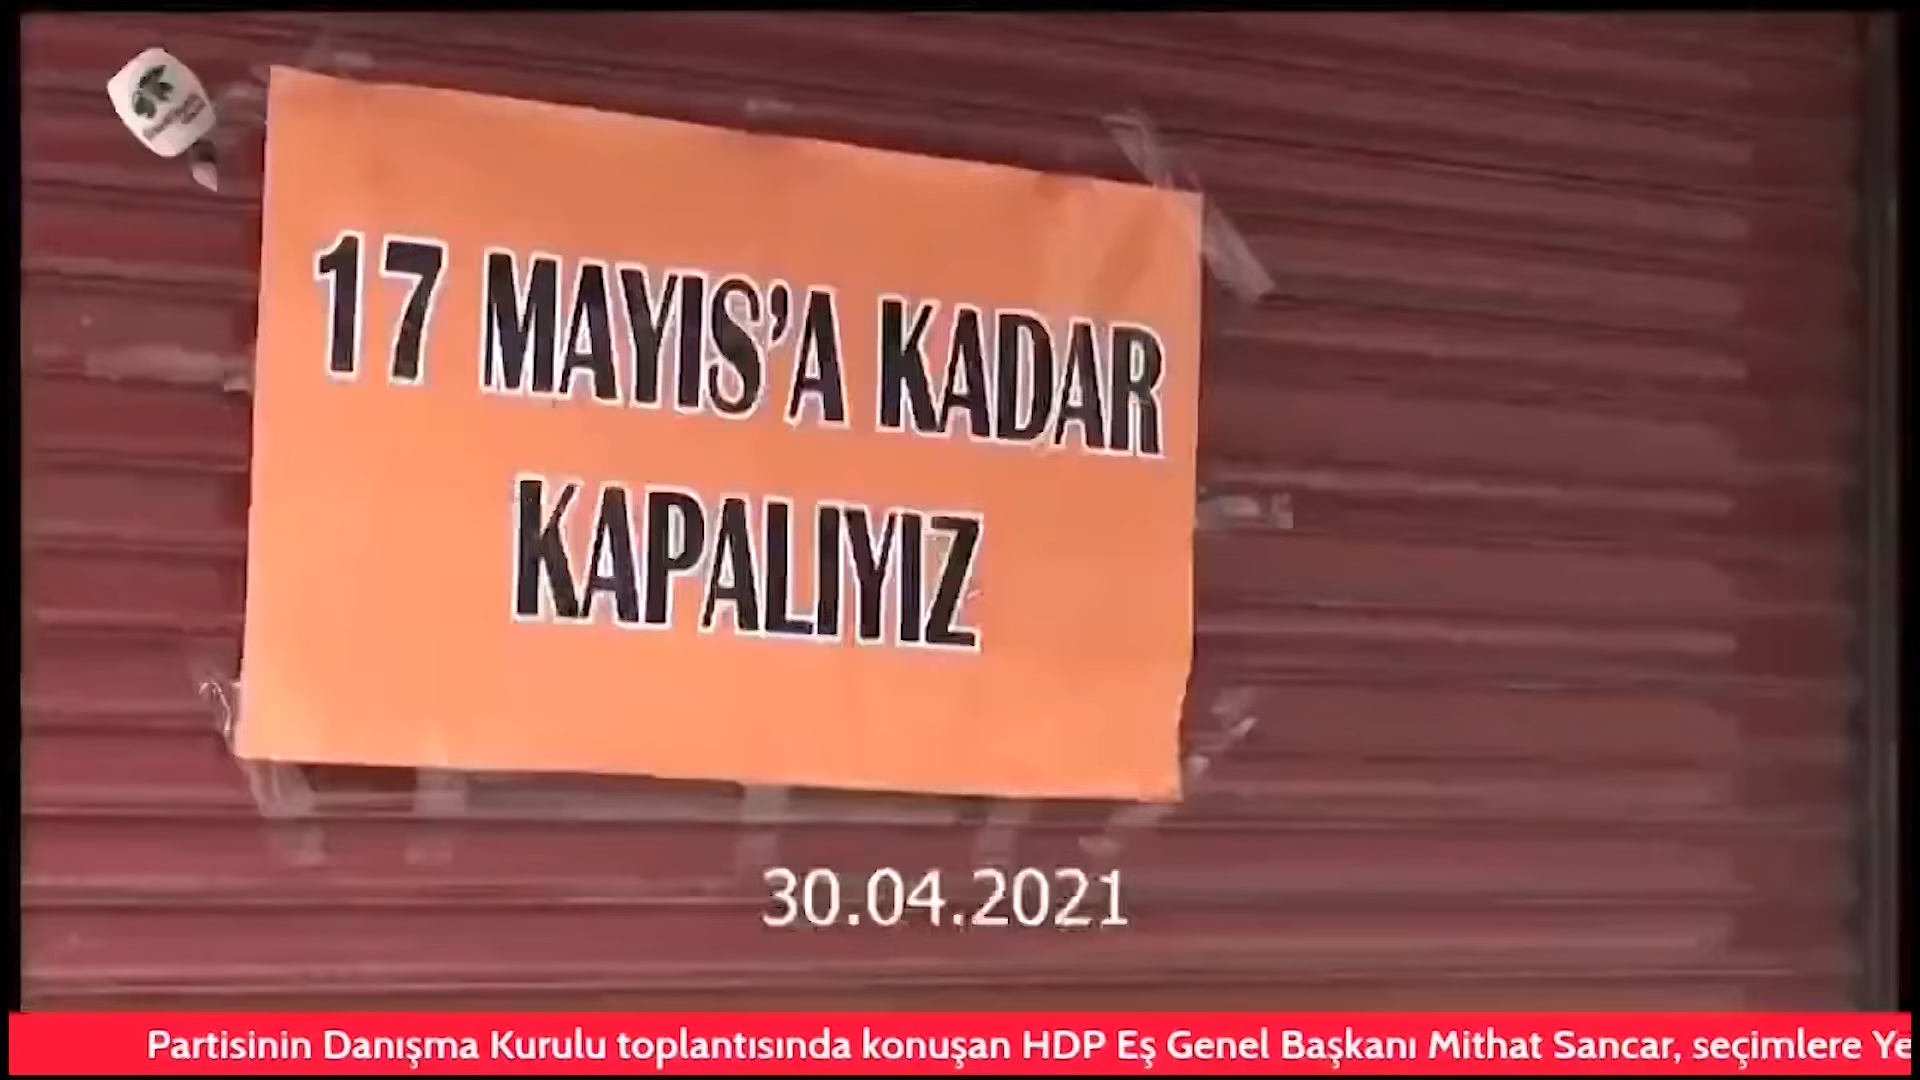 17 MAYIS'A KADAR
KAPALIYIZ
30.04.2021
Partisinin Danışma Kurulu toplantısında konuşan HDP Eş Genel Başkanı Mithat Sancar, seçimlere Ye